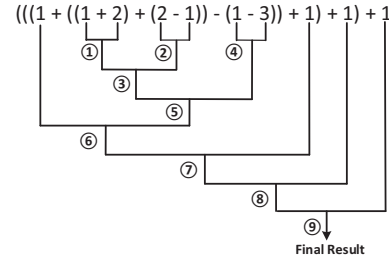 (((1 + ((1 + 2) + (2 - 1)) - (1 - 3)) + 1) + 1) + 1
① ② ④
③
⑤
⑥
⑦
⑧
⑨
Final Result